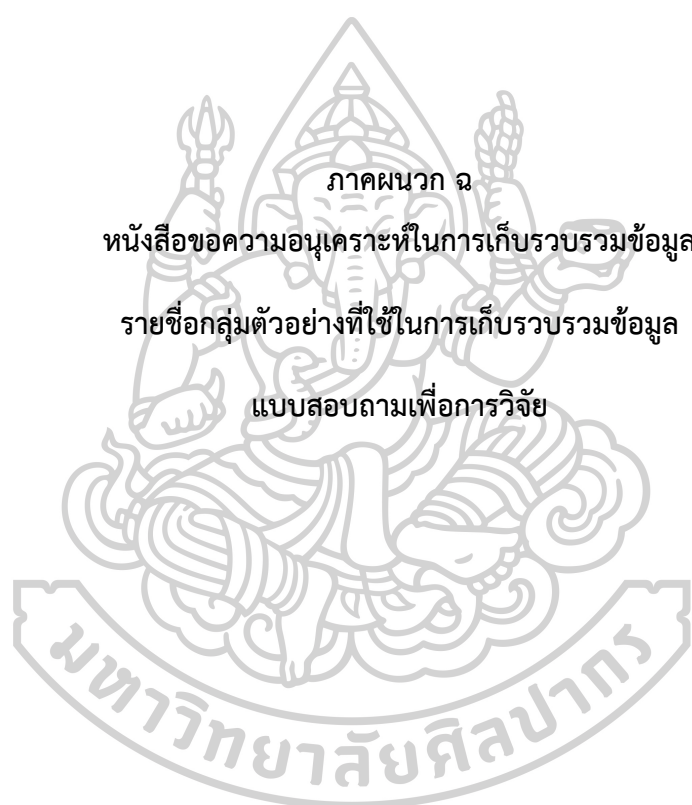 ภาคผนวก ฉ
หนังสือขอความอนุเคราะห์ในการเก็บรวบรวมข้อมูล
รายชื่อกลุ่มตัวอย่างที่ใช้ในการเก็บรวบรวมข้อมูล
แบบสอบถามเพื่อการวิจัย
มหาวิทยาลัยศิลปากร